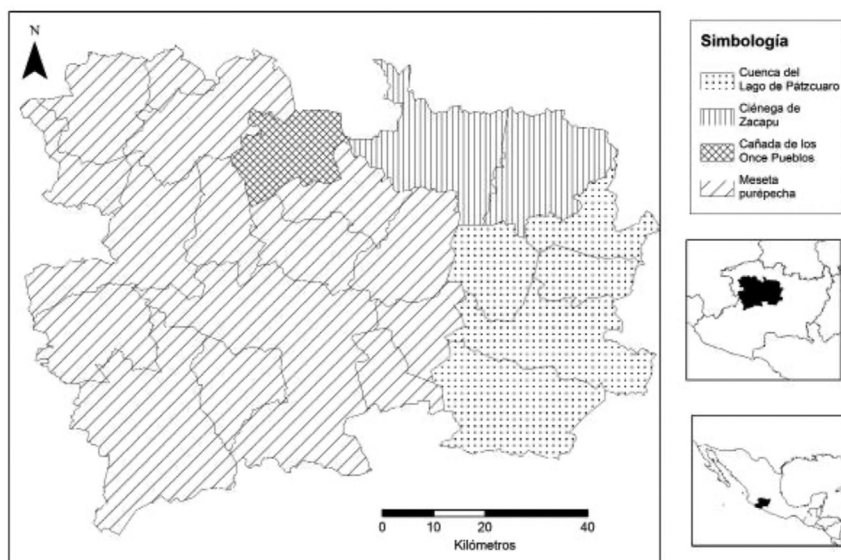 N
Simbología
Cuenca del
Lago de Pátzcuaro
Ciénega de
Zacapu
Cañada de los
Once Pueblos
Meseta
purépecha
0 10 20 40
Kilómetros